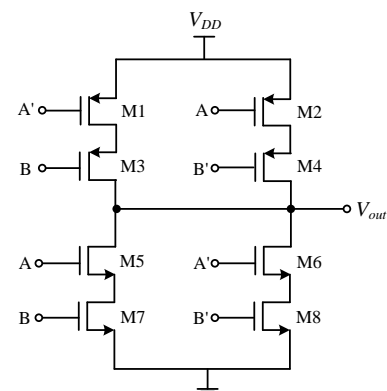 V_DD
A' M1 A M2
B M3 B' M4
V_out
A M5 A' M6
B M7 B' M8